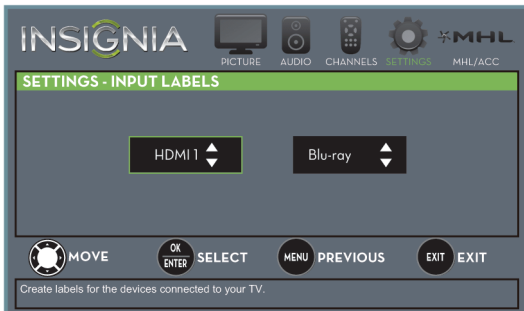 INSIGNIA
PICTURE AUDIO CHANNELS SETTINGS MHL MHL/ACC
SETTINGS - INPUT LABELS
HDMI 1 Blu-ray
MOVE OK ENTER SELECT MENU PREVIOUS EXIT EXIT
Create labels for the devices connected to your TV.